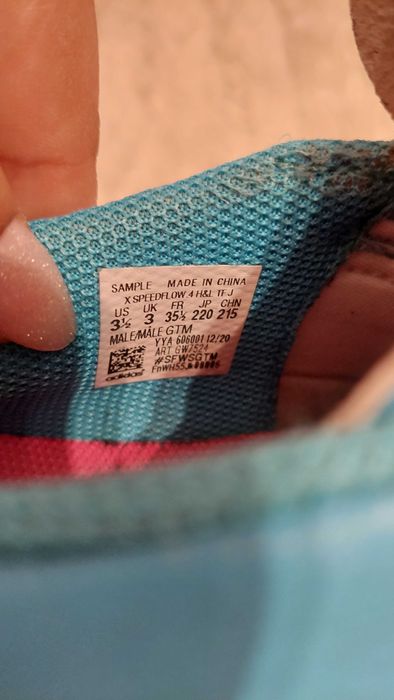 SAMPLE MADE IN CHINA
X SPEEDFLOW.4 H&L TF J
US UK FR JP CHN
3½ 3 35½ 220 215
MALE/MÂLE GTM
YYA 606001 12/20
ART GW7524
#SFWSGTM
adidas